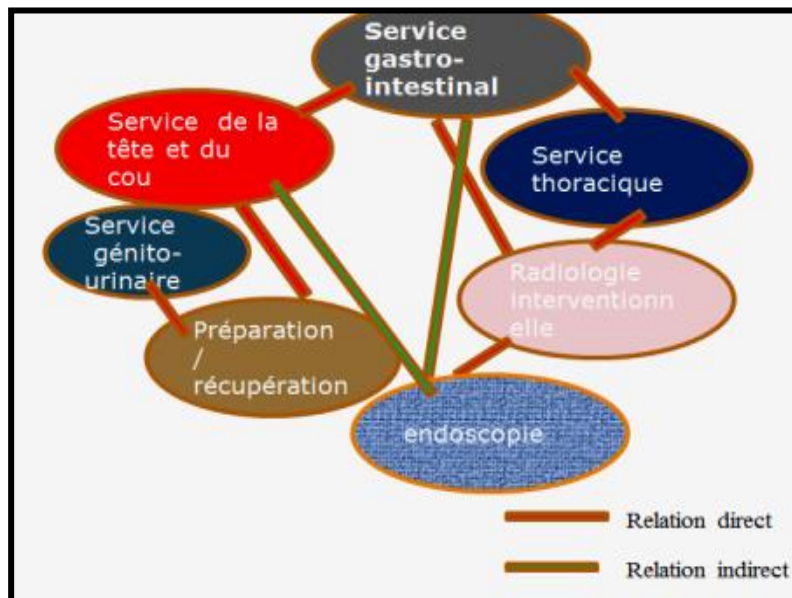 Service
gastro-
intestinal
Service de la
tête et du
cou
Service
thoracique
Service
génito-
urinaire
Radiologie
interventionn
elle
Préparation
/
récupération
endoscopie
Relation direct
Relation indirect